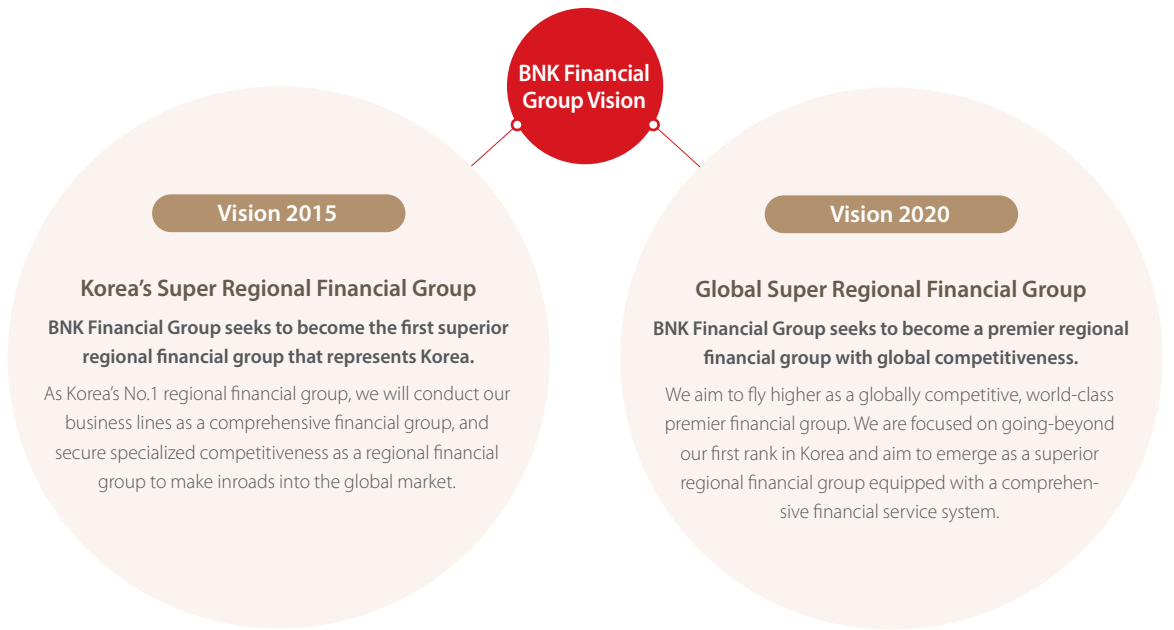 BNK Financial
Group Vision
Vision 2015
Korea’s Super Regional Financial Group
BNK Financial Group seeks to become the first superior
regional financial group that represents Korea.
As Korea’s No.1 regional financial group, we will conduct our
business lines as a comprehensive financial group, and
secure specialized competitiveness as a regional financial
group to make inroads into the global market.
Vision 2020
Global Super Regional Financial Group
BNK Financial Group seeks to become a premier regional
financial group with global competitiveness.
We aim to fly higher as a globally competitive, world-class
premier financial group. We are focused on going-beyond
our first rank in Korea and aim to emerge as a superior
regional financial group equipped with a comprehen-
sive financial service system.